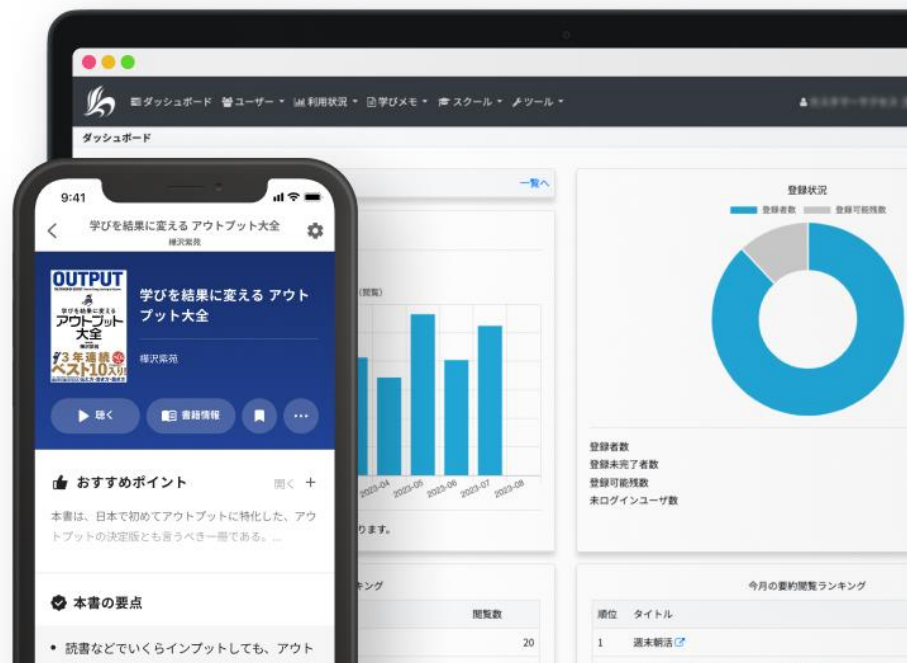 ダッシュボード ユーザー 利用状況 学びメモ スクール ツール
ダッシュボード
一覧へ
(閲覧)
2023-04 2023-05 2023-06 2023-07 2023-08
ります。
登録状況
登録者数 登録可能残数
登録者数
登録未完了者数
登録可能残数
未ログインユーザ数
キング
閲覧数
20
今月の要約閲覧ランキング
順位 タイトル
1 週末朝活
9:41
学びを結果に変える アウトプット大全
樺沢紫苑
OUTPUT
学びを結果に変える
アウトプット
大全
樺沢紫苑
3年連続
ベスト10入り!
学びを結果に変える アウト
プット大全
樺沢紫苑
聴く 書籍情報
おすすめポイント 開く +
本書は、日本で初めてアウトプットに特化した、アウ
トプットの決定版とも言うべき一冊である。...
本書の要点
• 読書などでいくらインプットしても、アウト